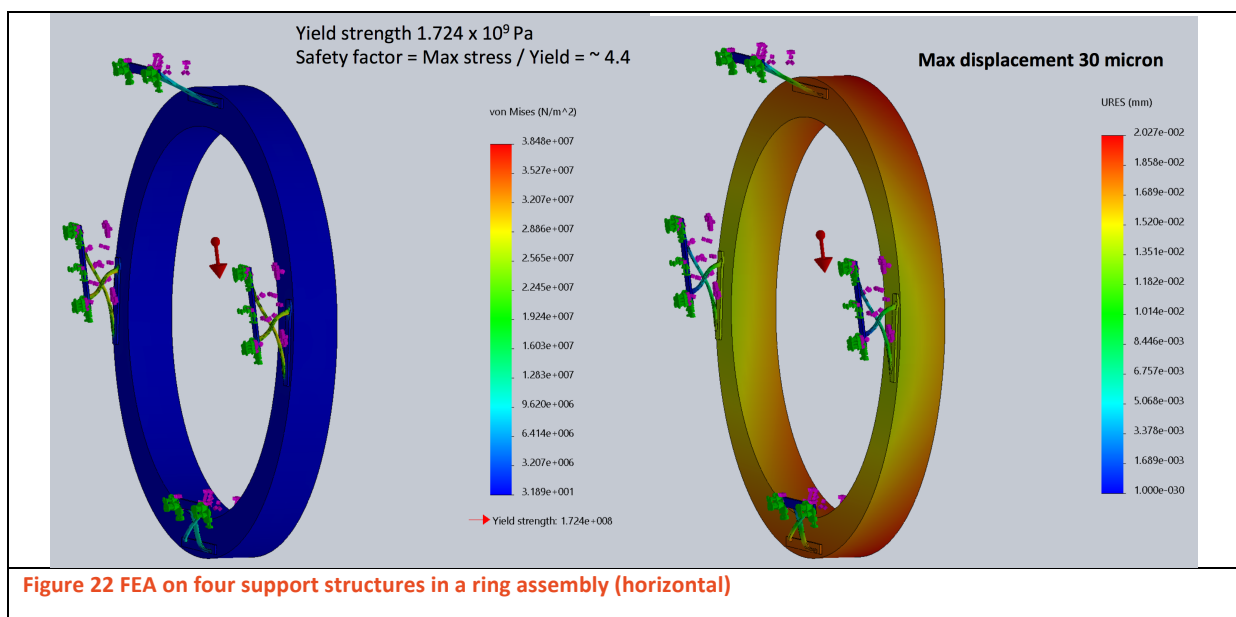 Yield strength 1.724 x 10⁹ Pa
Safety factor = Max stress / Yield = ~ 4.4
von Mises (N/m^2)
3.848e+007
3.527e+007
3.207e+007
2.886e+007
2.565e+007
2.245e+007
1.924e+007
1.603e+007
1.283e+007
9.620e+006
6.414e+006
3.207e+006
3.189e+001
Yield strength: 1.724e+008
Max displacement 30 micron
URES (mm)
2.027e-002
1.858e-002
1.689e-002
1.520e-002
1.351e-002
1.182e-002
1.014e-002
8.446e-003
6.757e-003
5.068e-003
3.378e-003
1.689e-003
1.000e-030
Figure 22 FEA on four support structures in a ring assembly (horizontal)